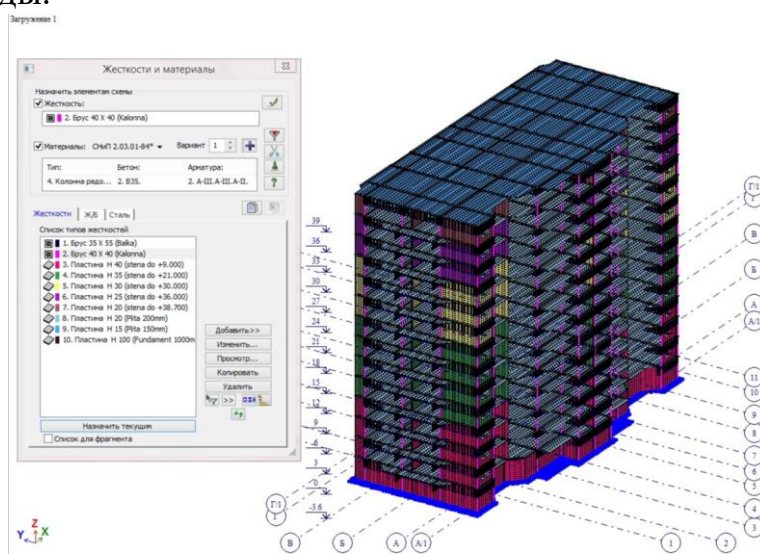 ды.
Загружение 1
Жесткости и материалы
Назначить элементам схемы
Жесткость:
2. Брус 40 X 40 (Kalonna)
Материалы: СНиП 2.03.01-84* Вариант 1
Тип: Бетон: Арматура:
4. Колонна рядо... 2. B35. 2. A-III.A-III.A-II.
Жесткости Ж/Б Сталь
Список типов жесткостей
1. Брус 35 X 55 (Balka)
2. Брус 40 X 40 (Kalonna)
3. Пластина H 40 (stena do +9.000)
4. Пластина H 35 (stena do +21.000)
5. Пластина H 30 (stena do +30.000)
6. Пластина H 25 (stena do +36.000)
7. Пластина H 20 (stena do +38.700)
8. Пластина H 20 (Plita 200mm)
9. Пластина H 15 (Plita 150mm)
10. Пластина H 100 (Fundament 1000m
Добавить>>
Изменить...
Просмотр...
Копировать
Удалить
>>
Назначить текущим
Список для фрагмента
39
36
33
30
27
24
21
18
15
12
9
6
3
0
-3.6
Г/1
Г
В
Б
А
А/1
11
10
9
8
7
6
5
4
3
2
1
Г/1
Г
В
Б
А
А/1
Z
Y
X